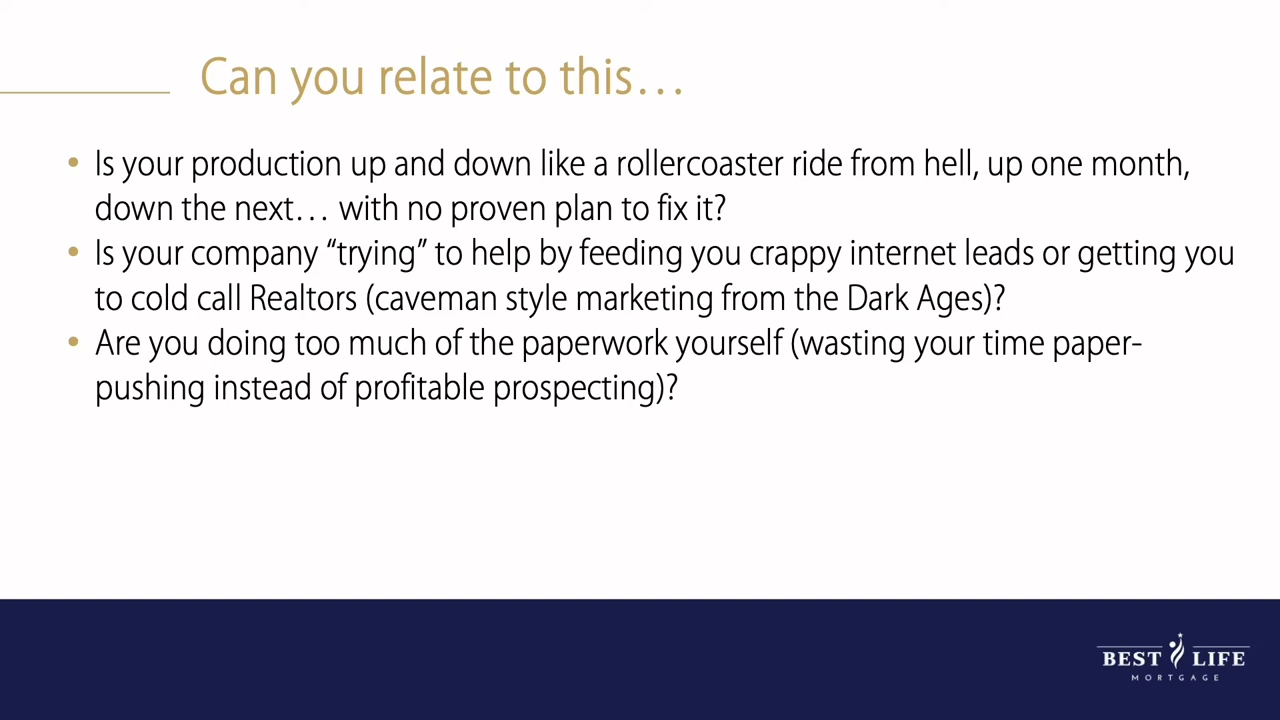 Can you relate to this…
• Is your production up and down like a rollercoaster ride from hell, up one month,
down the next… with no proven plan to fix it?
• Is your company “trying” to help by feeding you crappy internet leads or getting you
to cold call Realtors (caveman style marketing from the Dark Ages)?
• Are you doing too much of the paperwork yourself (wasting your time paper-
pushing instead of profitable prospecting)?
BEST LIFE
MORTGAGE